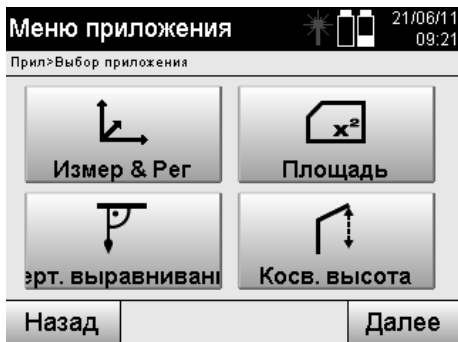 Меню приложения
21/06/11
09:21
Прил>Выбор приложения
Измер & Рег
x²
Площадь
ерт. выравнивани
Косв. высота
Назад
Далее